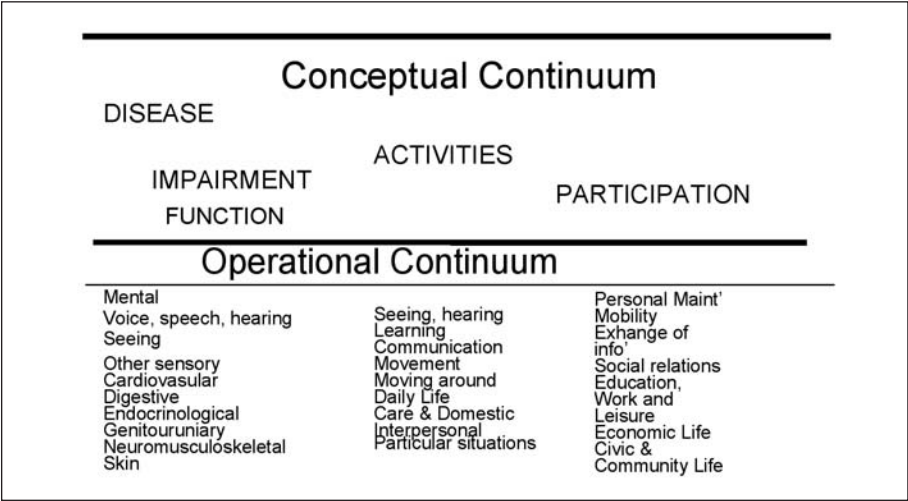 Conceptual Continuum
DISEASE
ACTIVITIES
IMPAIRMENT
PARTICIPATION
FUNCTION
Operational Continuum
Mental
Voice, speech, hearing
Seeing
Other sensory
Cardiovasular
Digestive
Endocrinological
Genitouruniary
Neuromusculoskeletal
Skin
Seeing, hearing
Learning
Communication
Movement
Moving around
Daily Life
Care & Domestic
Interpersonal
Particular situations
Personal Maint'
Mobility
Exhange of
info'
Social relations
Education,
Work and
Leisure
Economic Life
Civic &
Community Life